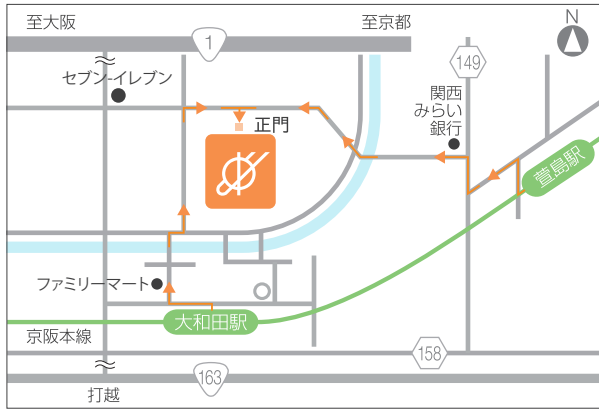 至大阪
至京都
N
1
149
セブン-イレブン
関西
みらい
銀行
正門
萱島駅
ファミリーマート
大和田駅
京阪本線
158
163
打越